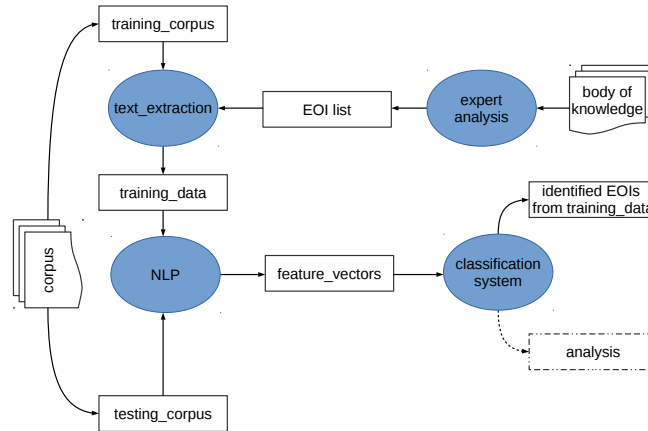 training_corpus
text_extraction
EOI list
expert
analysis
body of
knowledge
training_data
identified EOIs
from training_data
corpus
NLP
feature_vectors
classification
system
analysis
testing_corpus